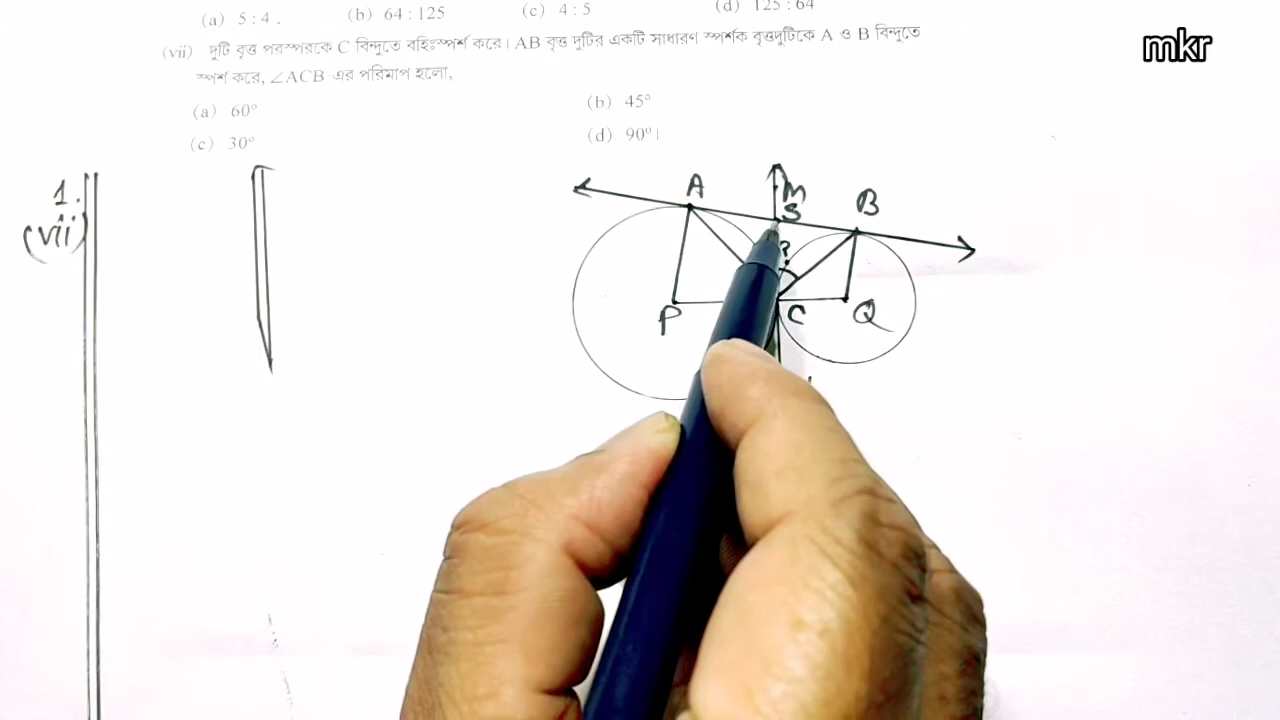 (a) 5 : 4 .
(b) 64 : 125
(c) 4 : 5
(d) 125 : 64
(vii) দুটি বৃত্ত পরস্পরকে C বিন্দুতে বহিঃস্পর্শ করে। AB বৃত্ত দুটির একটি সাধারণ স্পর্শক বৃত্তদুটিকে A ও B বিন্দুতে
স্পর্শ করে, ∠ACB এর পরিমাপ হলো,
(a) 60°
(b) 45°
(c) 30°
(d) 90°।
mkr
1.
(vii)
A
M
S
B
?
P
C
Q